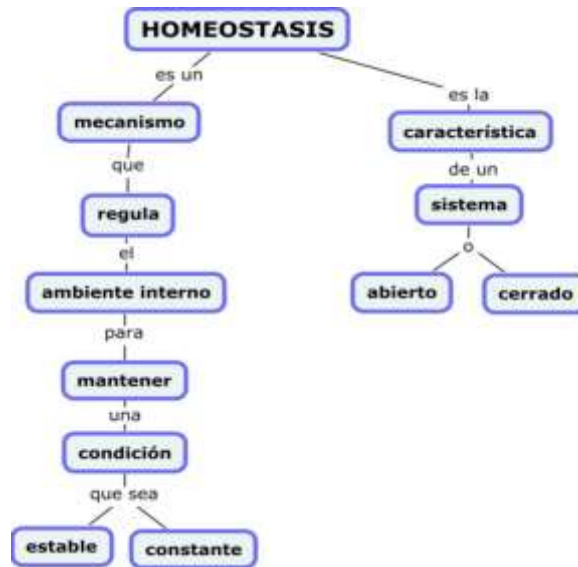 HOMEOSTASIS
es un
es la
mecanismo
característica
que
de un
regula
sistema
el
o
ambiente interno
abierto
cerrado
para
mantener
una
condición
que sea
estable
constante